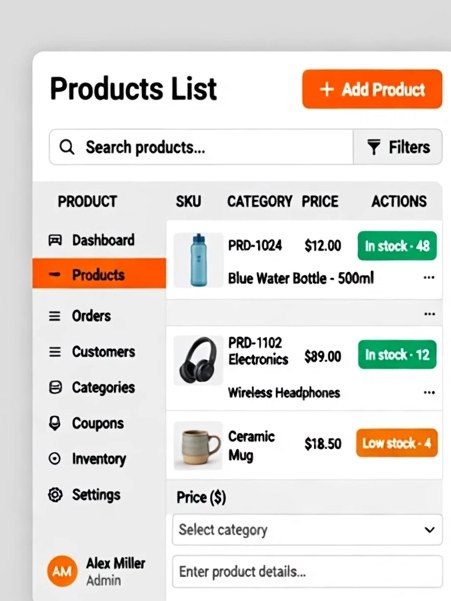 Products List
+ Add Product
Search products...
Filters
PRODUCT SKU CATEGORY PRICE ACTIONS
Dashboard
Products
Orders
Customers
Categories
Coupons
Inventory
Settings
AM
Alex Miller
Admin
PRD-1024 $12.00 In stock · 48
Blue Water Bottle - 500ml ...
...
PRD-1102
Electronics $89.00 In stock · 12
Wireless Headphones ...
Ceramic
Mug $18.50 Low stock · 4
Price ($)
Select category
Enter product details...